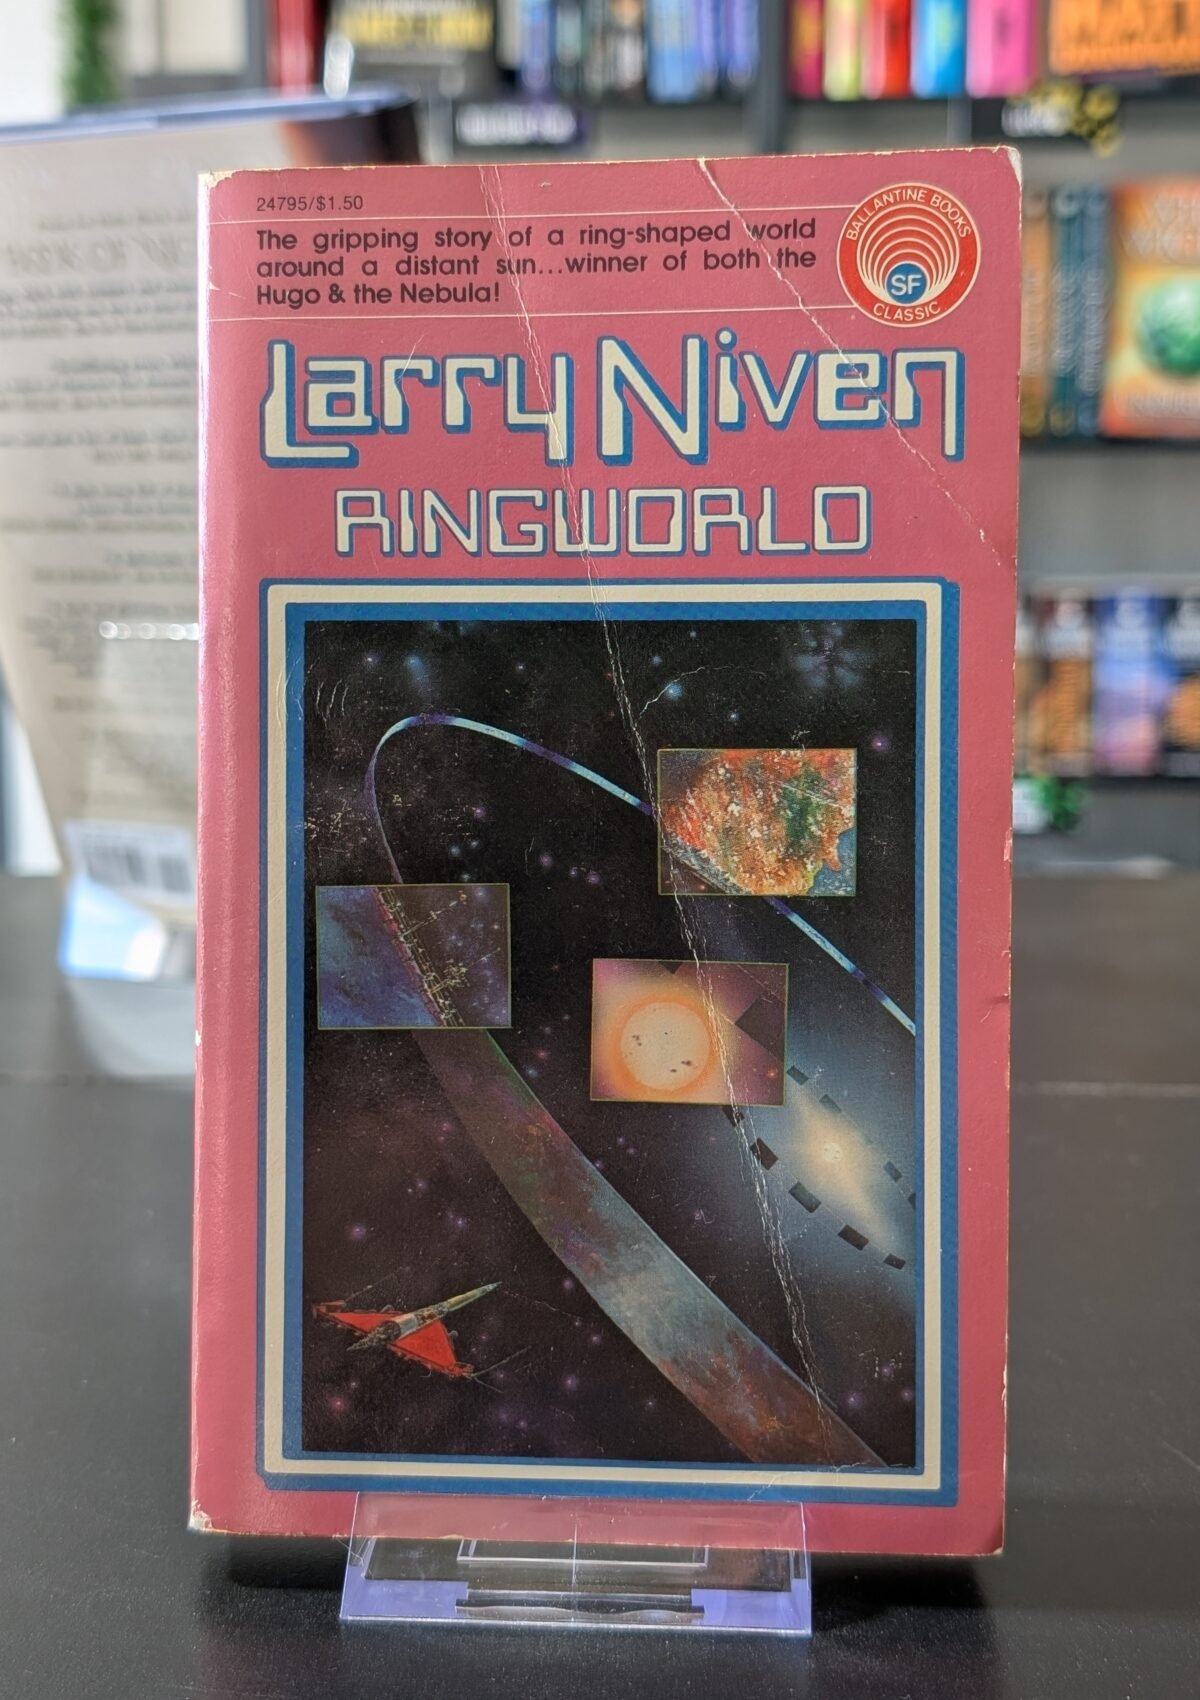 24795/$1.50
The gripping story of a ring-shaped world
around a distant sun...winner of both the
Hugo & the Nebula!
BALLANTINE BOOKS
SF
CLASSIC
Larry Niven
RINGWORLD